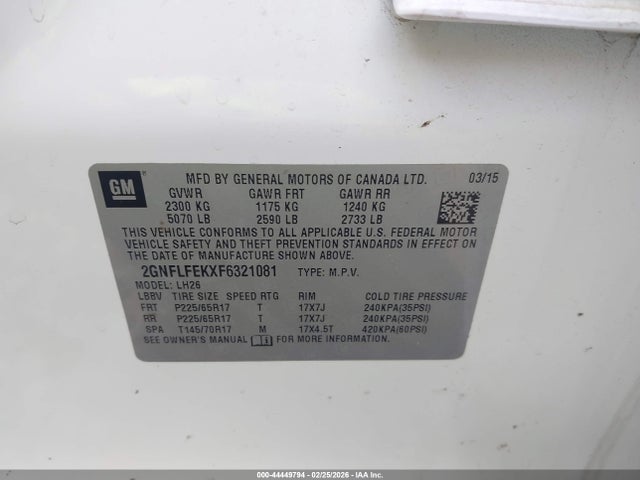 GM
MFD BY GENERAL MOTORS OF CANADA LTD. 03/15
GVWR GAWR FRT GAWR RR
2300 KG 1175 KG 1240 KG
5070 LB 2590 LB 2733 LB
THIS VEHICLE CONFORMS TO ALL APPLICABLE U.S. FEDERAL MOTOR
VEHICLE SAFETY AND THEFT PREVENTION STANDARDS IN EFFECT ON
THE DATE OF MANUFACTURE SHOWN ABOVE.
2GNFLFEKXF6321081 TYPE: M.P.V.
MODEL: LH26
LBBV TIRE SIZE SPEED RTG RIM COLD TIRE PRESSURE
FRT P225/65R17 T 17X7J 240KPA(35PSI)
RR P225/65R17 T 17X7J 240KPA(35PSI)
SPA T145/70R17 M 17X4.5T 420KPA(60PSI)
SEE OWNER'S MANUAL FOR MORE INFORMATION.
000-44449794 - 02/25/2026 - IAA Inc.